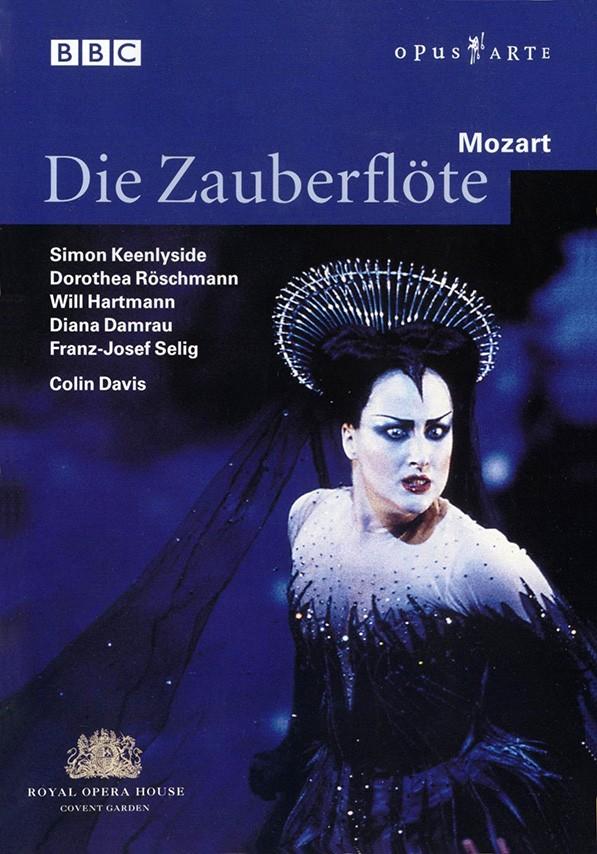 BBC
OPUS ARTE
Mozart
Die Zauberflöte
Simon Keenlyside
Dorothea Röschmann
Will Hartmann
Diana Damrau
Franz-Josef Selig
Colin Davis
ROYAL OPERA HOUSE
COVENT GARDEN